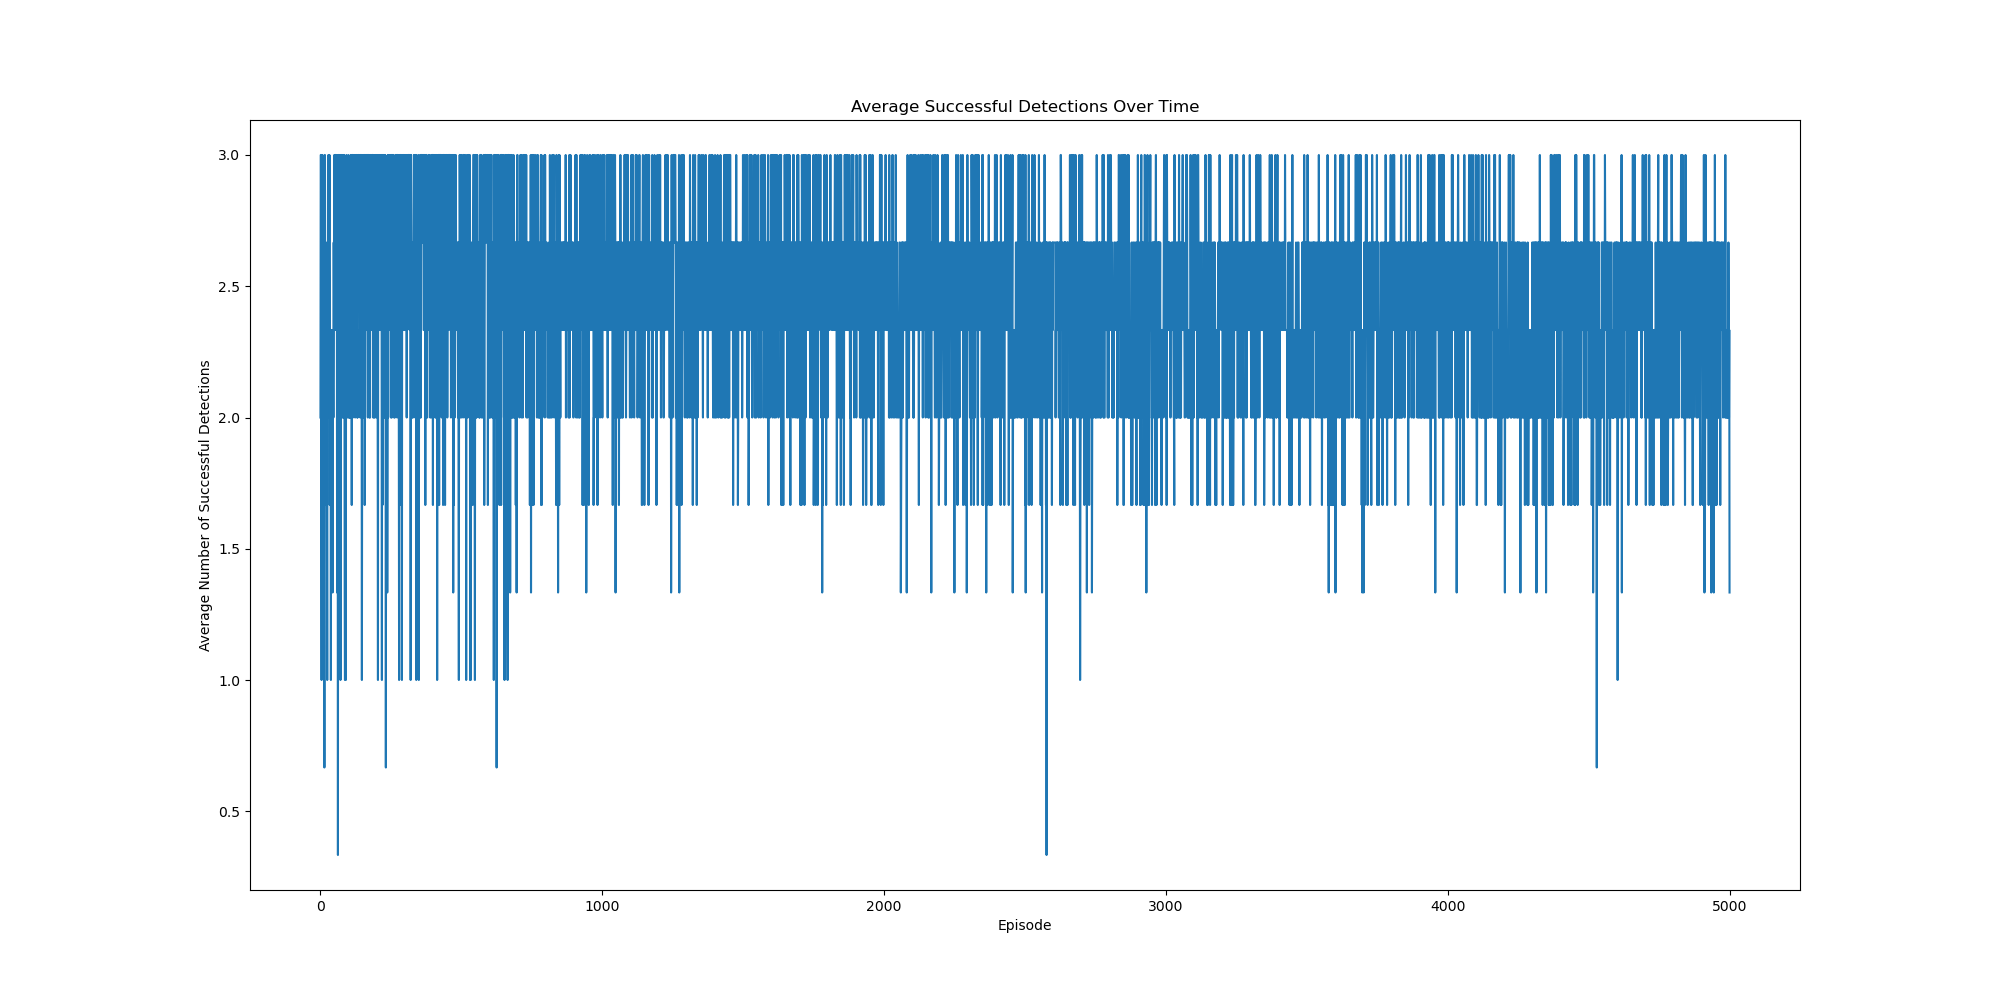 Average Successful Detections Over Time
3.0
2.5
2.0
1.5
1.0
0.5
Average Number of Successful Detections
0 1000 2000 3000 4000 5000
Episode